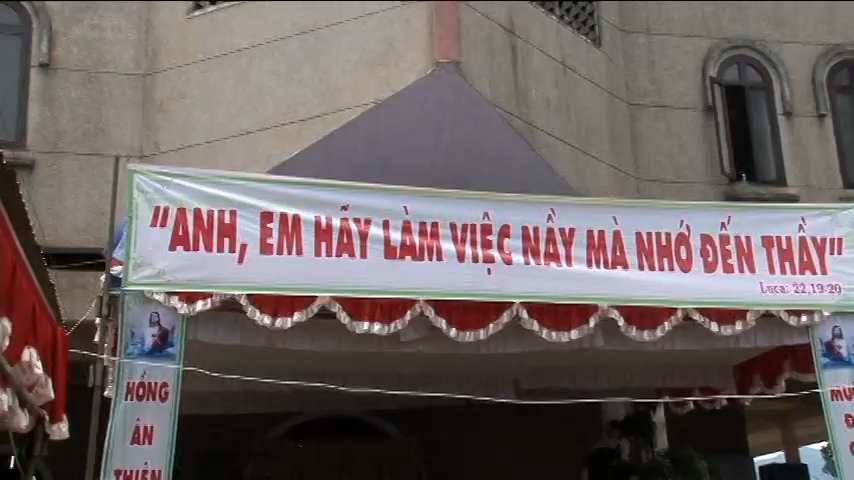 "ANH, EM HÃY LÀM VIỆC NẦY MÀ NHỚ ĐẾN THẦY"
Luca: 22,19-20
HỒNG
ÂN
THIÊN